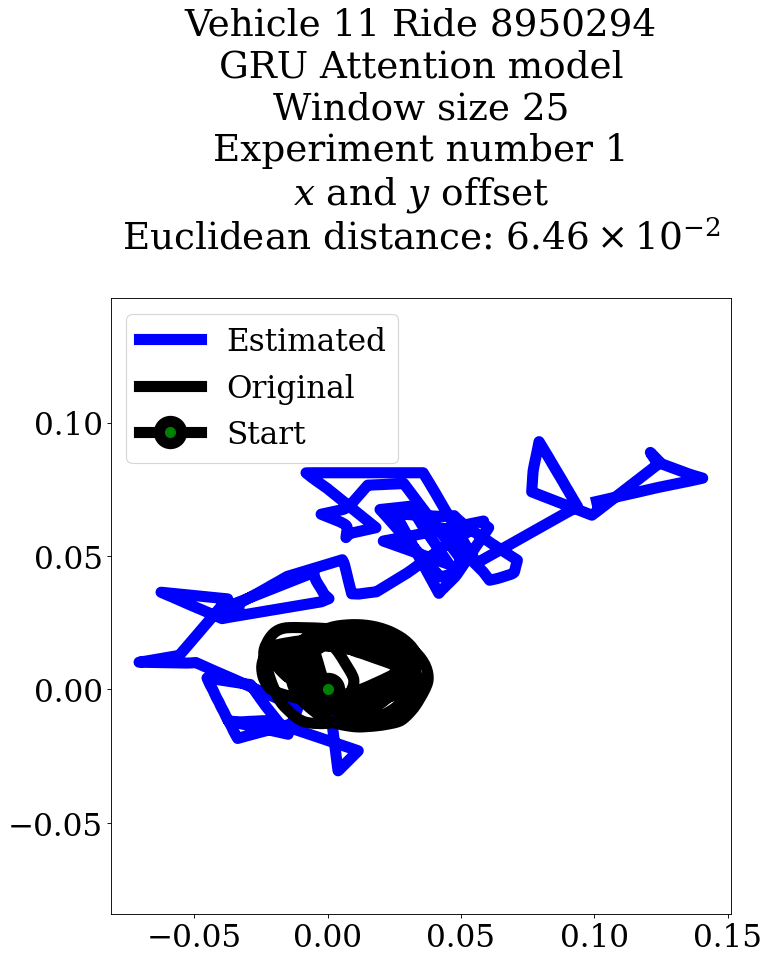 Vehicle 11 Ride 8950294
GRU Attention model
Window size 25
Experiment number 1
x and y offset
Euclidean distance: 6.46 × 10⁻²
Estimated
Original
Start
0.10
0.05
0.00
−0.05
−0.05 0.00 0.05 0.10 0.15